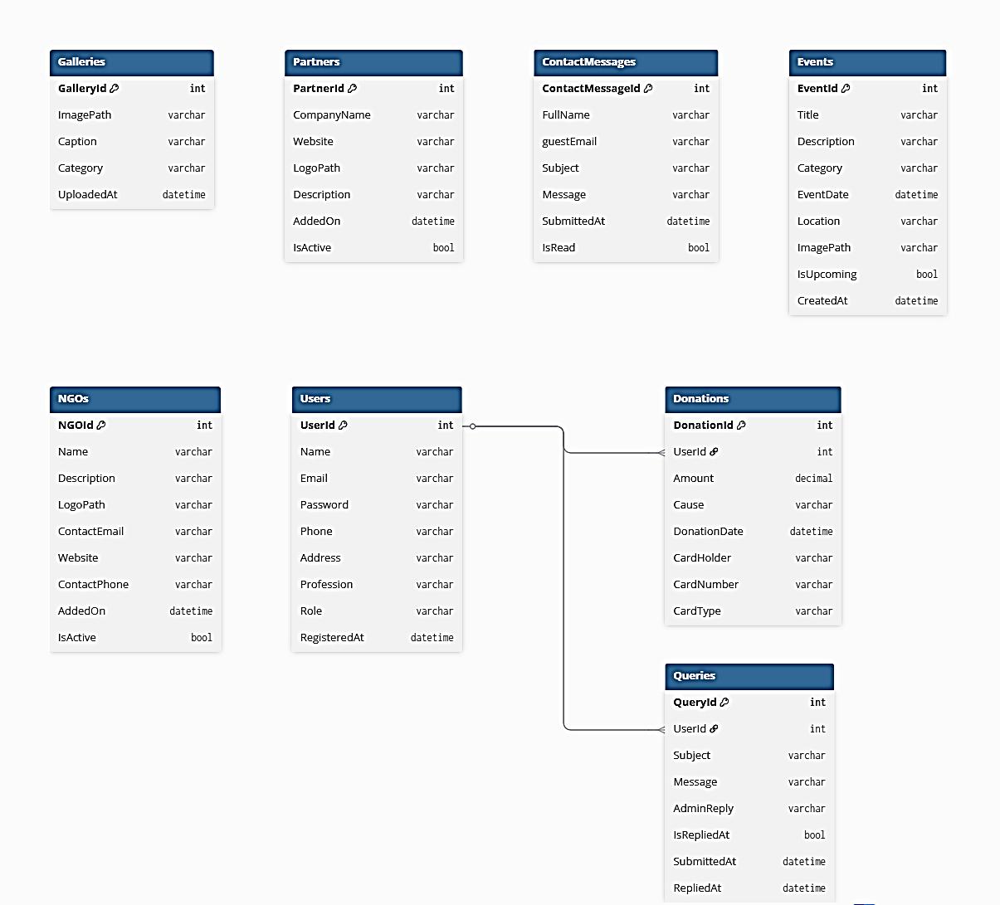 Galleries
GalleryId int
ImagePath varchar
Caption varchar
Category varchar
UploadedAt datetime
Partners
PartnerId int
CompanyName varchar
Website varchar
LogoPath varchar
Description varchar
AddedOn datetime
IsActive bool
ContactMessages
ContactMessageId int
FullName varchar
guestEmail varchar
Subject varchar
Message varchar
SubmittedAt datetime
IsRead bool
Events
EventId int
Title varchar
Description varchar
Category varchar
EventDate datetime
Location varchar
ImagePath varchar
IsUpcoming bool
CreatedAt datetime
NGOs
NGOId int
Name varchar
Description varchar
LogoPath varchar
ContactEmail varchar
Website varchar
ContactPhone varchar
AddedOn datetime
IsActive bool
Users
UserId int
Name varchar
Email varchar
Password varchar
Phone varchar
Address varchar
Profession varchar
Role varchar
RegisteredAt datetime
Donations
DonationId int
UserId int
Amount decimal
Cause varchar
DonationDate datetime
CardHolder varchar
CardNumber varchar
CardType varchar
Queries
QueryId int
UserId int
Subject varchar
Message varchar
AdminReply varchar
IsRepliedAt bool
SubmittedAt datetime
RepliedAt datetime